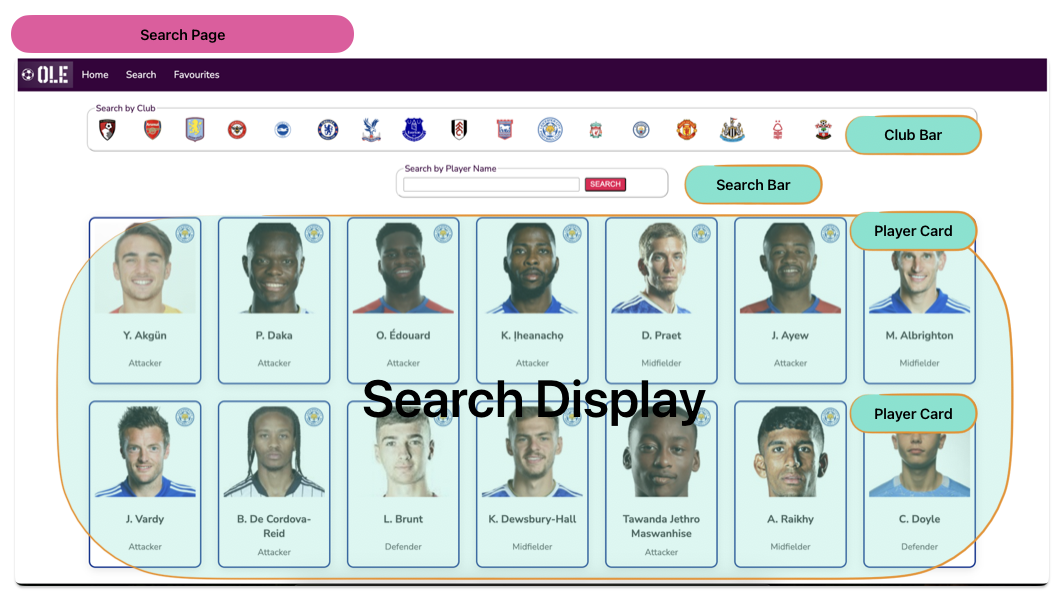 Search Page
OLE Home Search Favourites
Search by Club
Club Bar
Search by Player Name
SEARCH
Search Bar
Player Card
Y. Akgün P. Daka O. Édouard K. Ịheanachọ D. Praet J. Ayew M. Albrighton
Attacker Attacker Attacker Attacker Midfielder Attacker Midfielder
Search Display
Player Card
J. Vardy B. De Cordova-Reid L. Brunt K. Dewsbury-Hall Tawanda Jethro Maswanhise A. Raikhy C. Doyle
Attacker Attacker Defender Midfielder Attacker Midfielder Defender